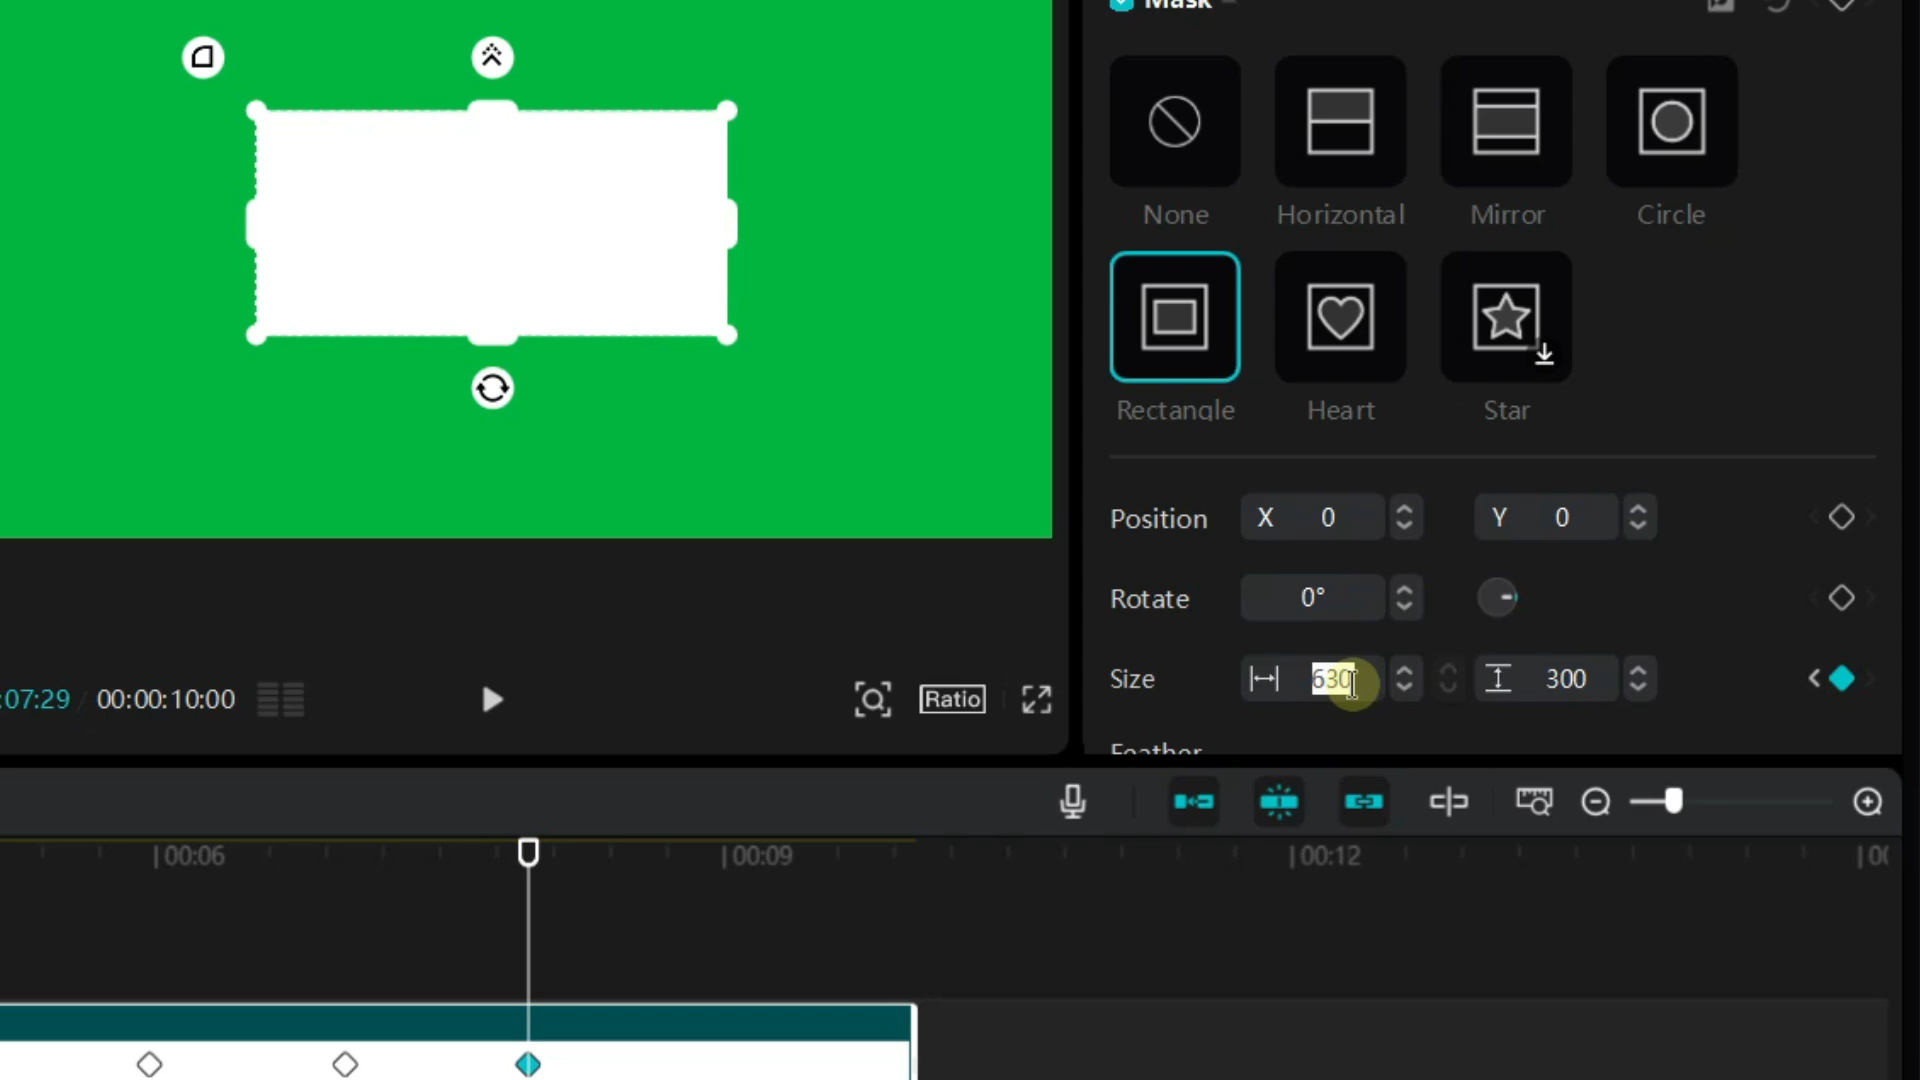 Mask
None
Horizontal
Mirror
Circle
Rectangle
Heart
Star
Position X 0 Y 0
Rotate 0°
Size 630 300
Feather
:07:29 / 00:00:10:00
Ratio
00:06
00:09
00:12